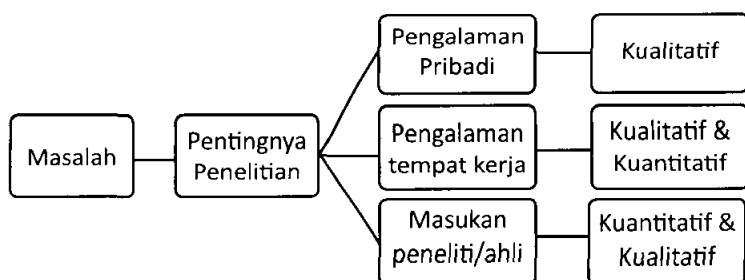 Masalah
Pentingnya
Penelitian
Pengalaman
Pribadi
Kualitatif
Pengalaman
tempat kerja
Kualitatif &
Kuantitatif
Masukan
peneliti/ahli
Kuantitatif &
Kualitatif